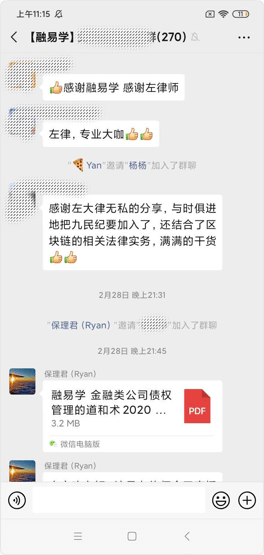 上午11:15
11
【融易学】
群(270)
👍感谢融易学 感谢左律师
左律，专业大咖👍👍
"🍕 Yan"邀请"杨杨"加入了群聊
感谢左大律无私的分享，与时俱进
地把九民纪要加入了，还结合了区
块链的相关法律实务，满满的干货
👍👍
2月28日 晚上21:31
"保理君 (Ryan) "邀请"
"加入了群聊
2月28日 晚上21:45
保理君 (Ryan)
融易学 金融类公司债权
管理的道和术2020 ...
3.2 MB
PDF
微信电脑版
保理君 (Ryan)